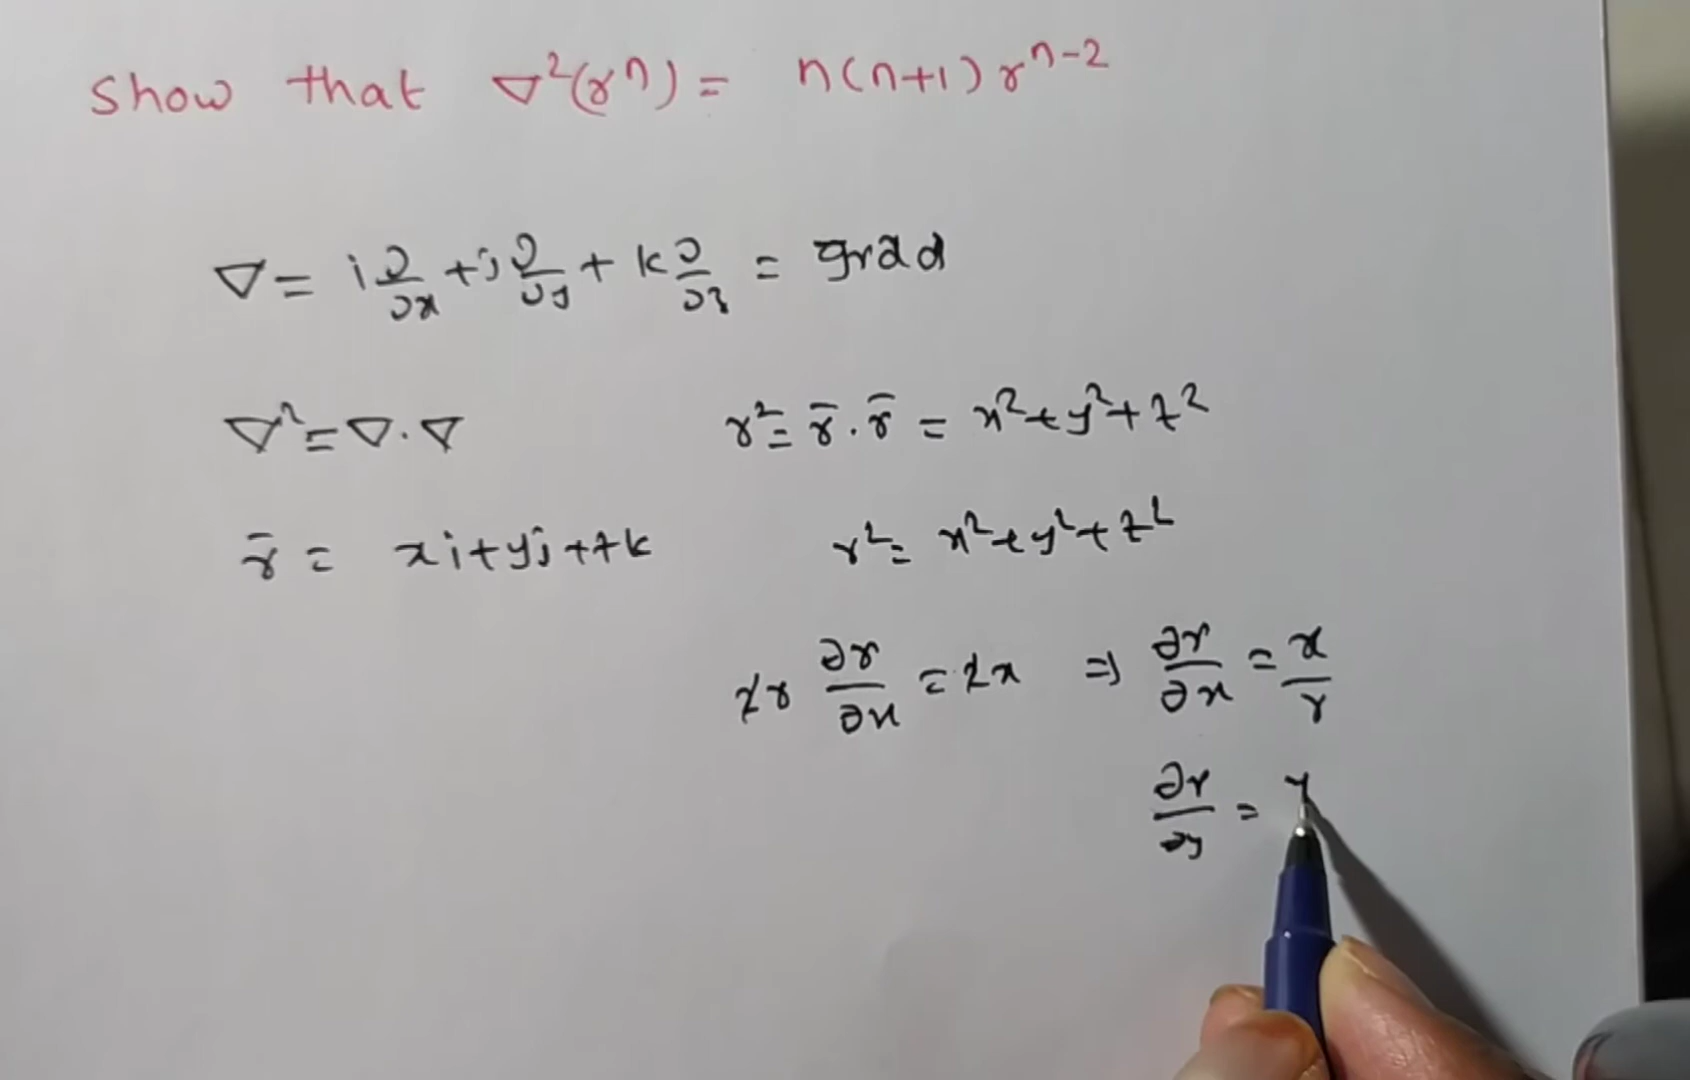 show that ∇²(rⁿ) = n(n+1) rⁿ⁻²
∇ = i ∂/∂x + j ∂/∂y + k ∂/∂z = grad
∇² = ∇.∇
r² = r̄.r̄ = x²+y²+z²
r̄ = xi+yj+zk
r² = x²+y²+z²
2r ∂r/∂x = 2x ⇒ ∂r/∂x = x/r
∂r/∂y = y